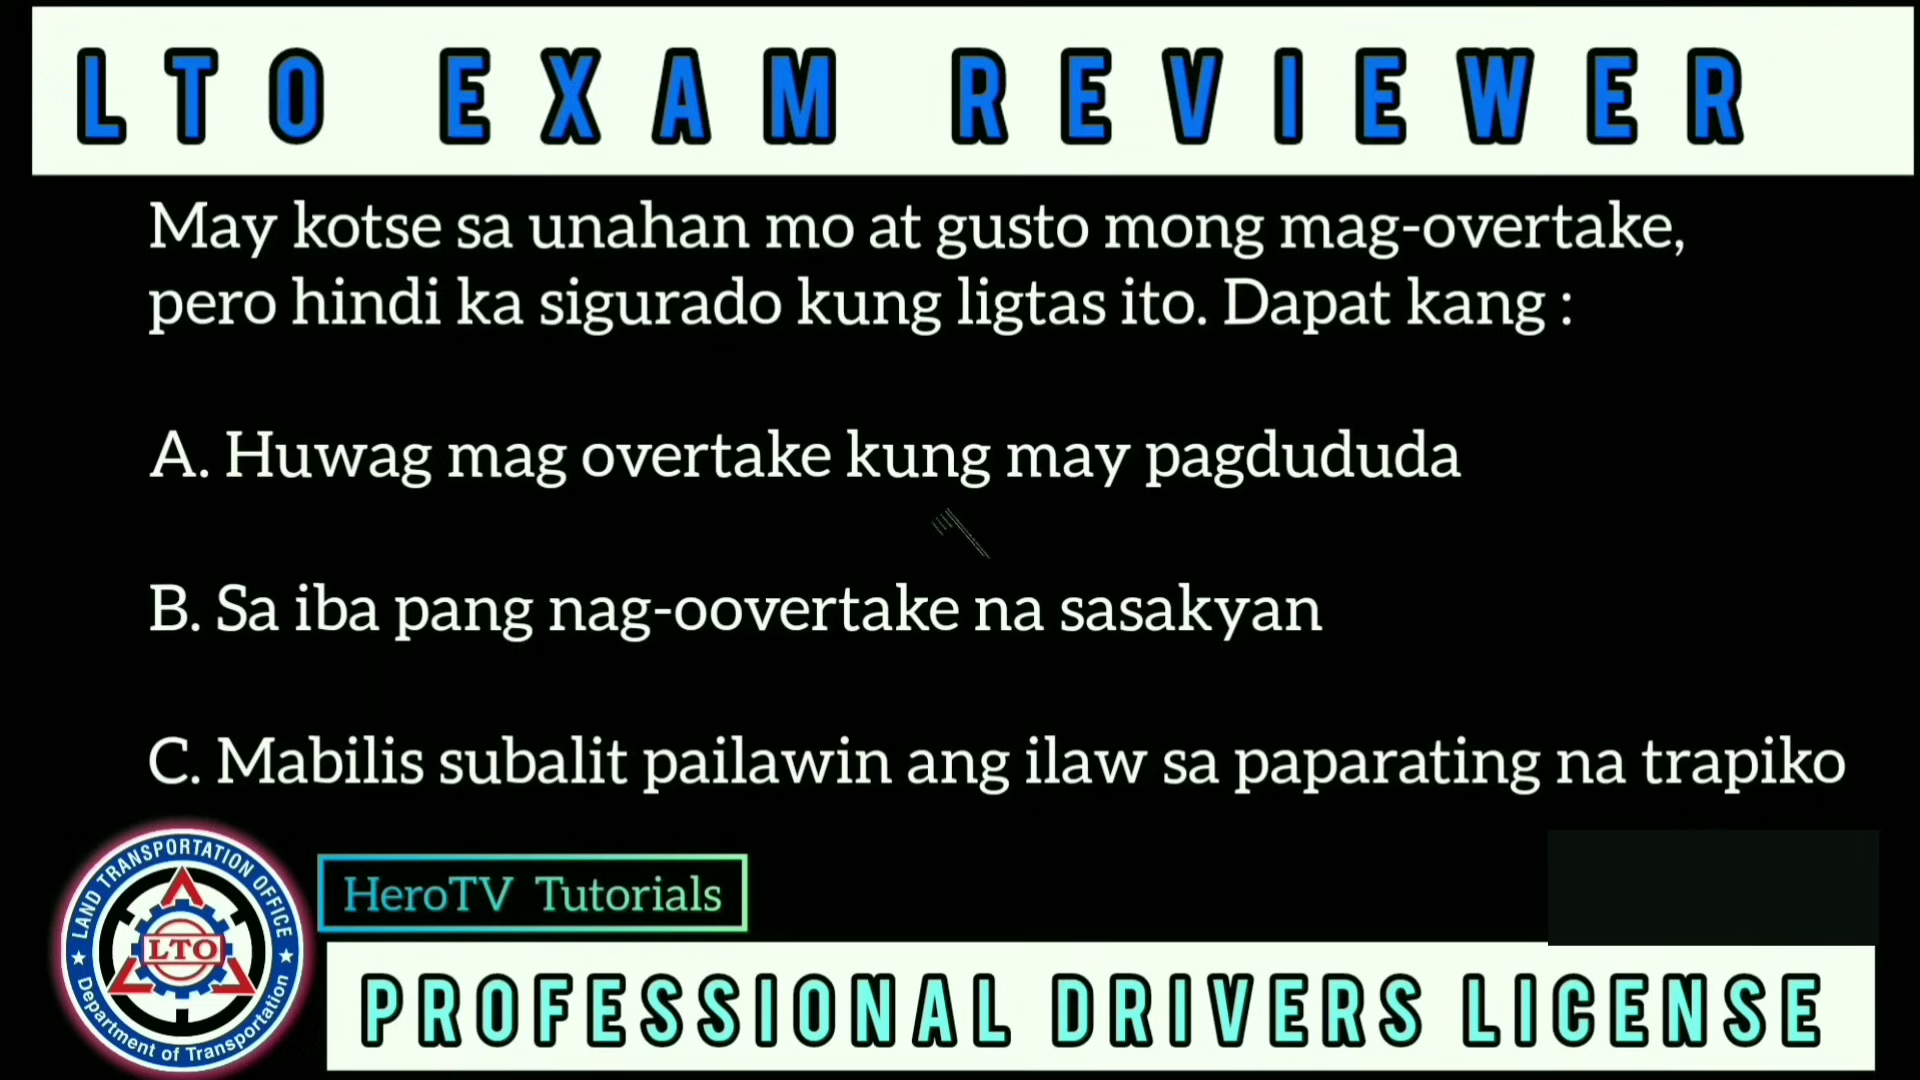 LTO EXAM REVIEWER
May kotse sa unahan mo at gusto mong mag-overtake,
pero hindi ka sigurado kung ligtas ito. Dapat kang :
A. Huwag mag overtake kung may pagdududa
B. Sa iba pang nag-oovertake na sasakyan
C. Mabilis subalit pailawin ang ilaw sa paparating na trapiko
LAND TRANSPORTATION OFFICE
LTO
Department of Transportation
HeroTV Tutorials
PROFESSIONAL DRIVERS LICENSE